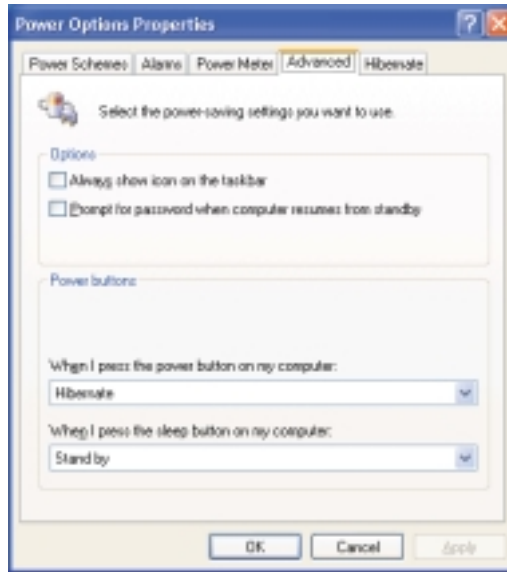 Power Options Properties
Power Schemes Alarms Power Meter Advanced Hibernate
Select the power-saving settings you want to use.
Options
Always show icon on the taskbar
Prompt for password when computer resumes from standby
Power buttons
When I press the power button on my computer:
Hibernate
When I press the sleep button on my computer:
Stand by
OK Cancel Apply